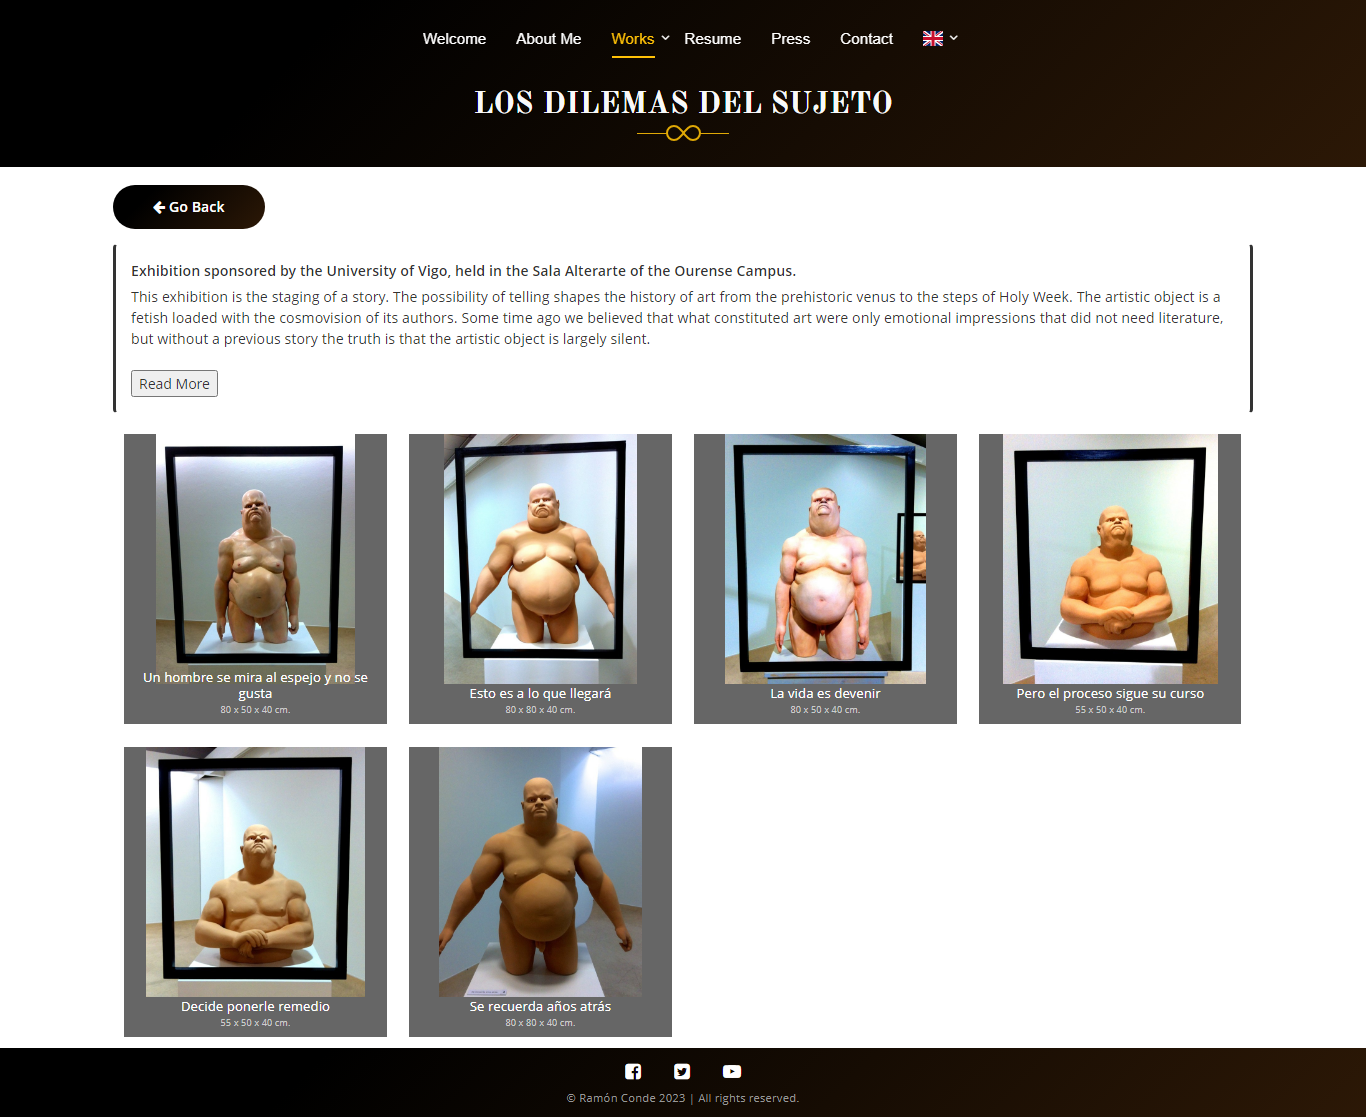 Welcome About Me Works Resume Press Contact
LOS DILEMAS DEL SUJETO
Go Back
Exhibition sponsored by the University of Vigo, held in the Sala Alterarte of the Ourense Campus.
This exhibition is the staging of a story. The possibility of telling shapes the history of art from the prehistoric venus to the steps of Holy Week. The artistic object is a
fetish loaded with the cosmovision of its authors. Some time ago we believed that what constituted art were only emotional impressions that did not need literature,
but without a previous story the truth is that the artistic object is largely silent.
Read More
Un hombre se mira al espejo y no se
gusta
80 x 50 x 40 cm.
Esto es a lo que llegará
80 x 80 x 40 cm.
La vida es devenir
80 x 50 x 40 cm.
Pero el proceso sigue su curso
55 x 50 x 40 cm.
Decide ponerle remedio
55 x 50 x 40 cm.
Se recuerda años atrás
80 x 80 x 40 cm.
© Ramón Conde 2023 | All rights reserved.